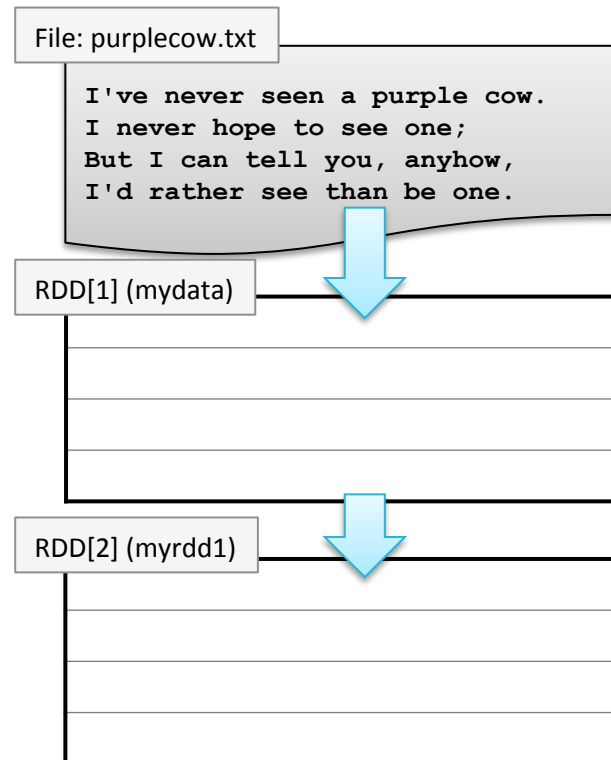 File: purplecow.txt
I've never seen a purple cow.
I never hope to see one;
But I can tell you, anyhow,
I'd rather see than be one.
RDD[1] (mydata)
RDD[2] (myrdd1)